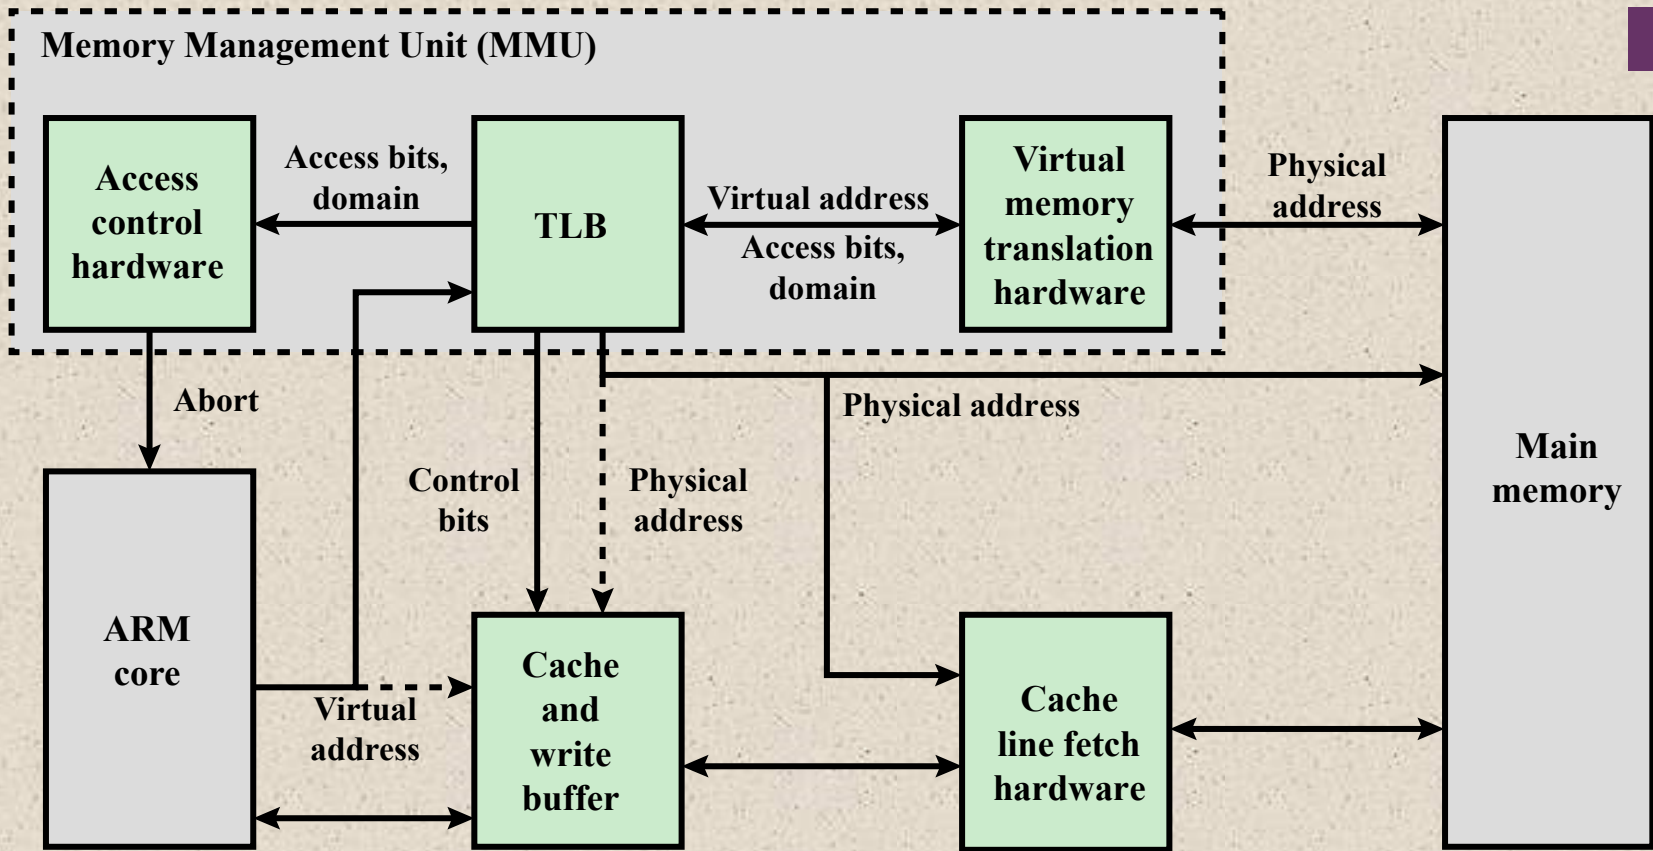 Memory Management Unit (MMU)
Access
control
hardware
Access bits,
domain
TLB
Virtual address
Access bits,
domain
Virtual
memory
translation
hardware
Physical
address
Abort
Control
bits
Physical
address
Physical address
Main
memory
ARM
core
Virtual
address
Cache
and
write
buffer
Cache
line fetch
hardware